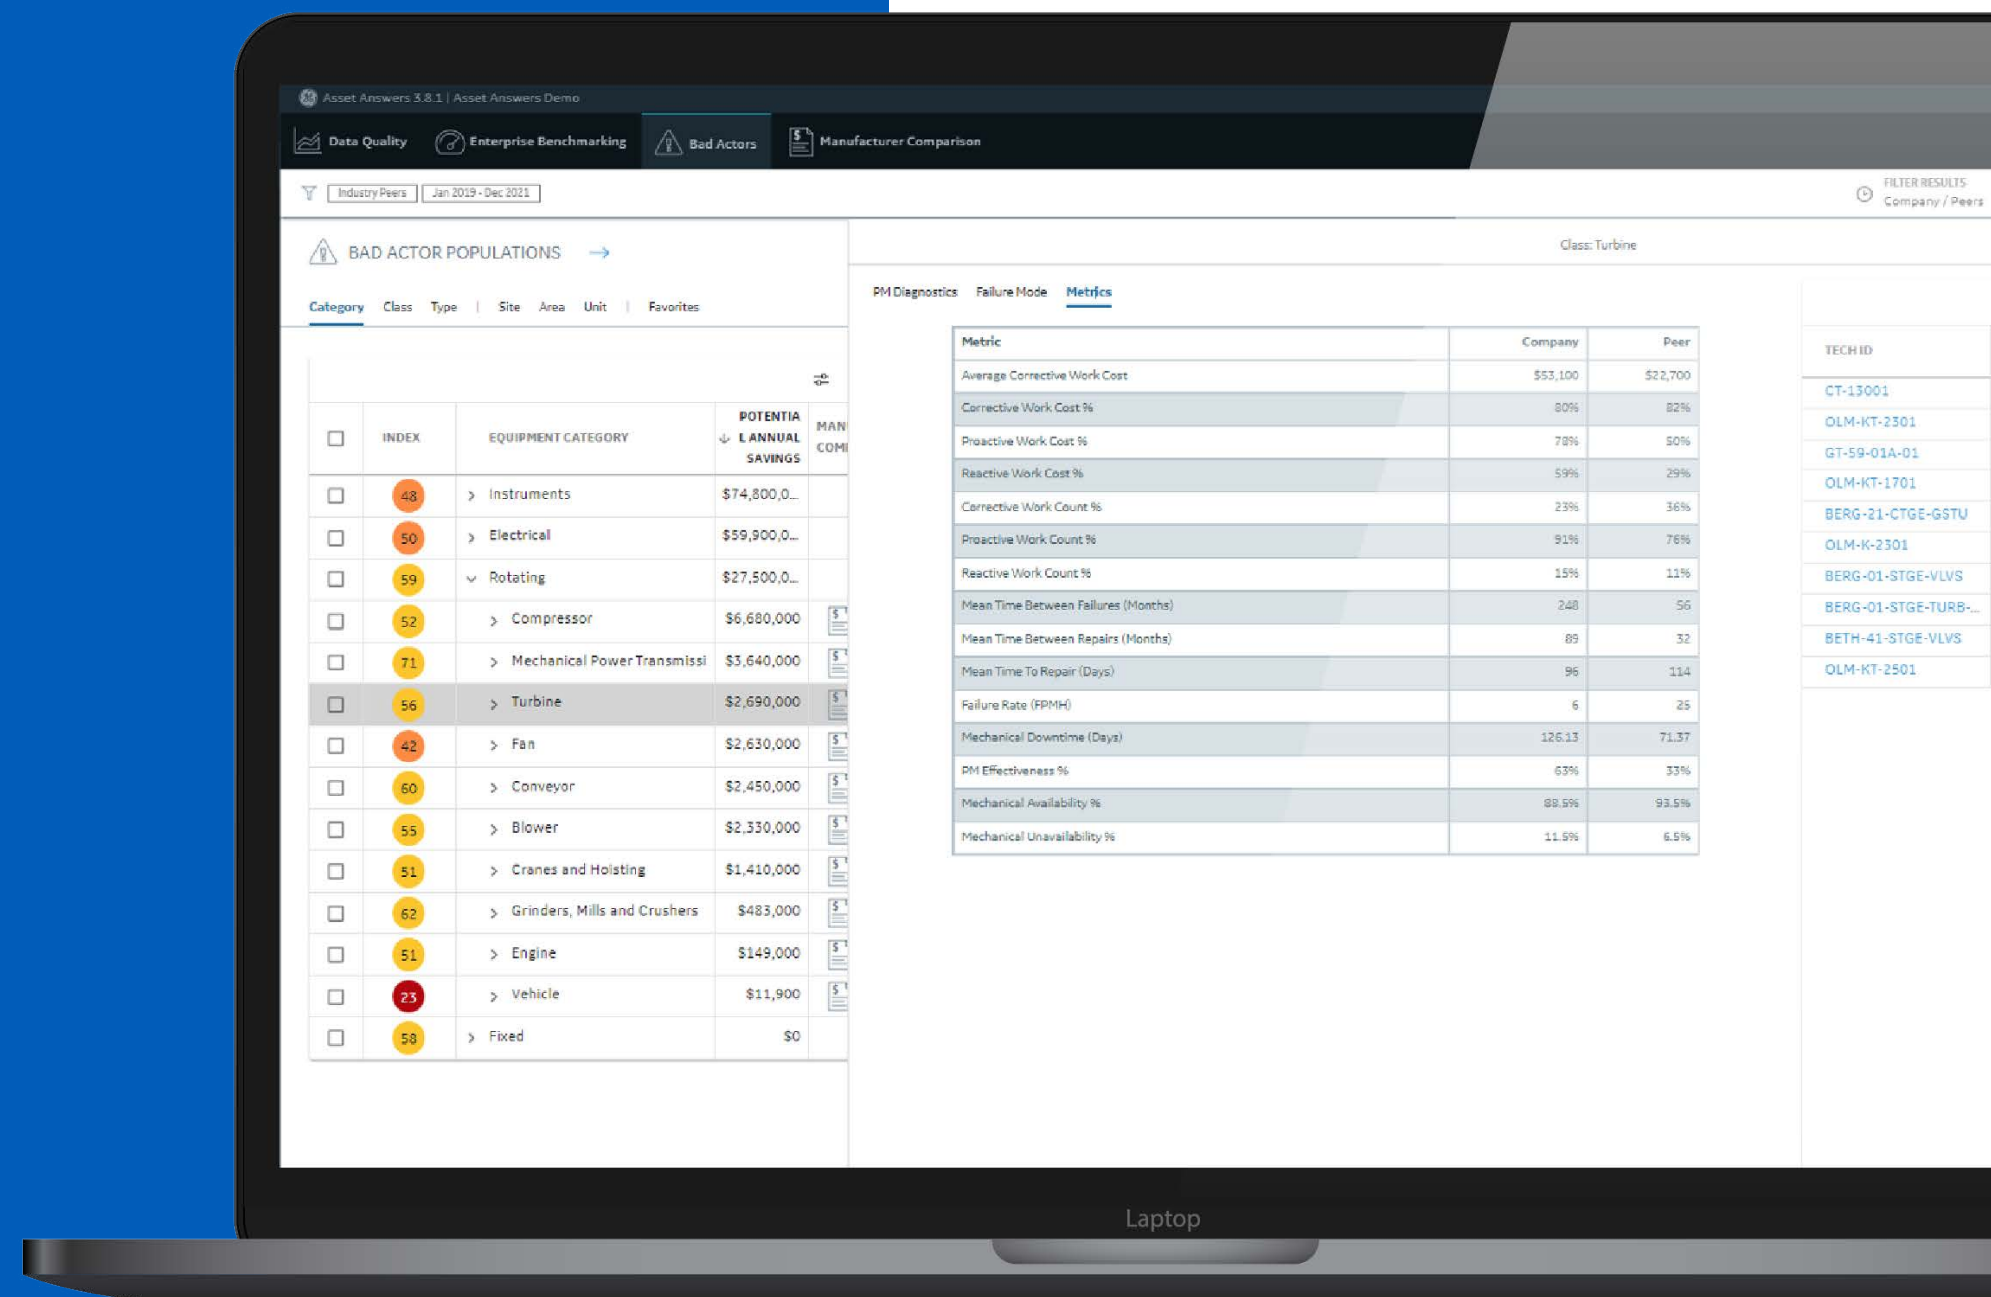 Asset Answers 3.8.1 | Asset Answers Demo
Data Quality
Enterprise Benchmarking
Bad Actors
Manufacturer Comparison
Industry Peers
Jan 2019 - Dec 2021
FILTER RESULTS
Company / Peers
BAD ACTOR POPULATIONS
Category Class Type | Site Area Unit | Favorites
INDEX
EQUIPMENT CATEGORY
POTENTIA
L ANNUAL
SAVINGS
MAN
COM
48 Instruments $74,800,0...
50 Electrical $59,900,0...
59 Rotating $27,500,0...
52 Compressor $6,680,000
71 Mechanical Power Transmissi $3,640,000
56 Turbine $2,690,000
42 Fan $2,630,000
60 Conveyor $2,450,000
55 Blower $2,330,000
51 Cranes and Hoisting $1,410,000
62 Grinders, Mills and Crushers $483,000
51 Engine $149,000
23 Vehicle $11,900
58 Fixed $0
Class: Turbine
PM Diagnostics Failure Mode Metrics
Metric Company Peer
Average Corrective Work Cost $53,100 $22,700
Corrective Work Cost % 80% 82%
Proactive Work Cost % 78% 50%
Reactive Work Cost % 59% 29%
Corrective Work Count % 23% 36%
Proactive Work Count % 91% 76%
Reactive Work Count % 15% 11%
Mean Time Between Failures (Months) 248 56
Mean Time Between Repairs (Months) 89 32
Mean Time To Repair (Days) 96 114
Failure Rate (FPMH) 6 25
Mechanical Downtime (Days) 126.13 71.37
PM Effectiveness % 63% 33%
Mechanical Availability % 88.5% 93.5%
Mechanical Unavailability % 11.5% 6.5%
TECH ID
CT-13001
OLM-KT-2301
GT-59-01A-01
OLM-KT-1701
BERG-21-CTGE-GSTU
OLM-K-2301
BERG-01-STGE-VLVS
BERG-01-STGE-TURB-...
BETH-41-STGE-VLVS
OLM-KT-2501
Laptop